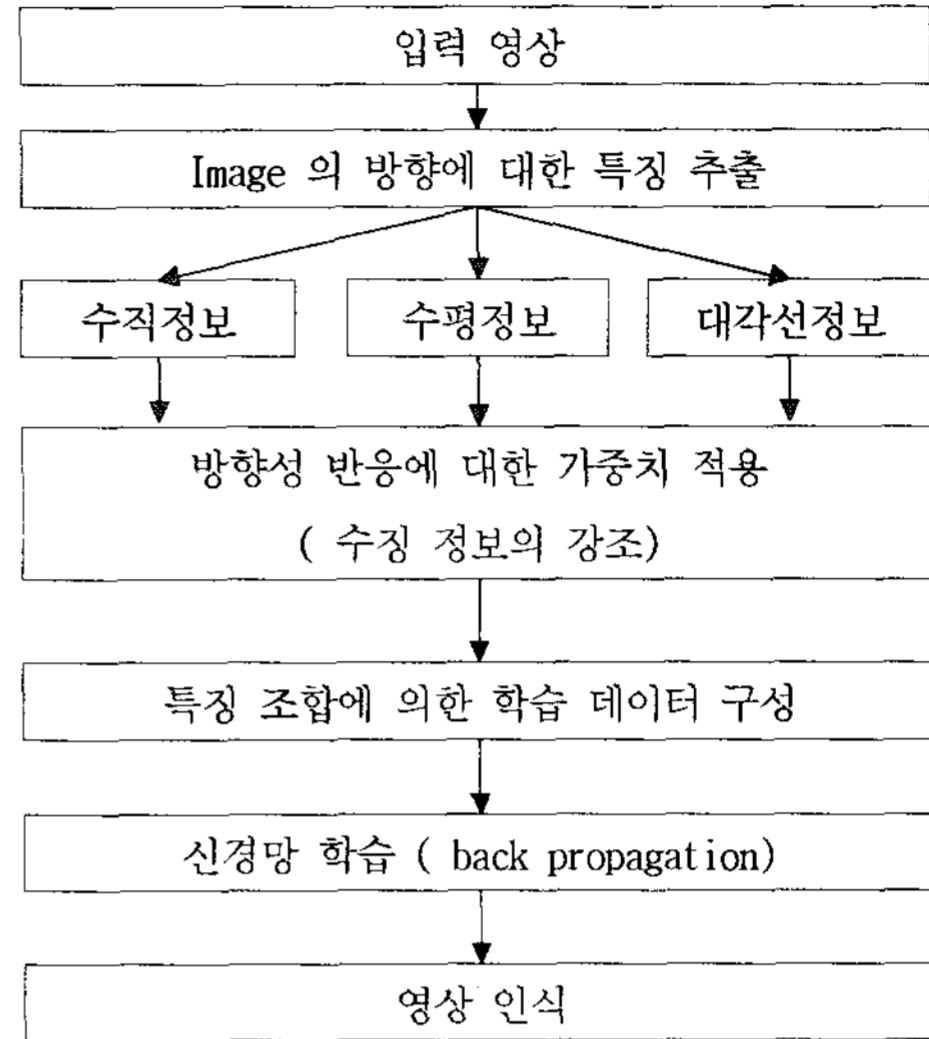 입력 영상
Image 의 방향에 대한 특징 추출
수직정보
수평정보
대각선정보
방향성 반응에 대한 가중치 적용
( 수징 정보의 강조)
특징 조합에 의한 학습 데이터 구성
신경망 학습 ( back propagation)
영상 인식